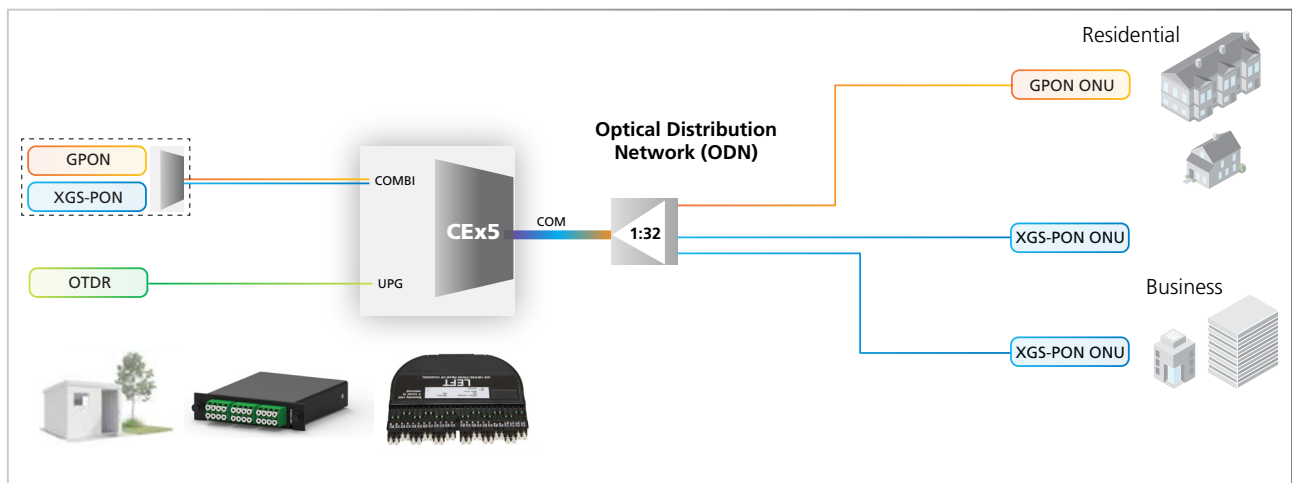 Residential
GPON ONU
Optical Distribution
Network (ODN)
GPON
XGS-PON
COMBI
CEx5
COM
1:32
XGS-PON ONU
OTDR
UPG
Business
XGS-PON ONU
LEFT